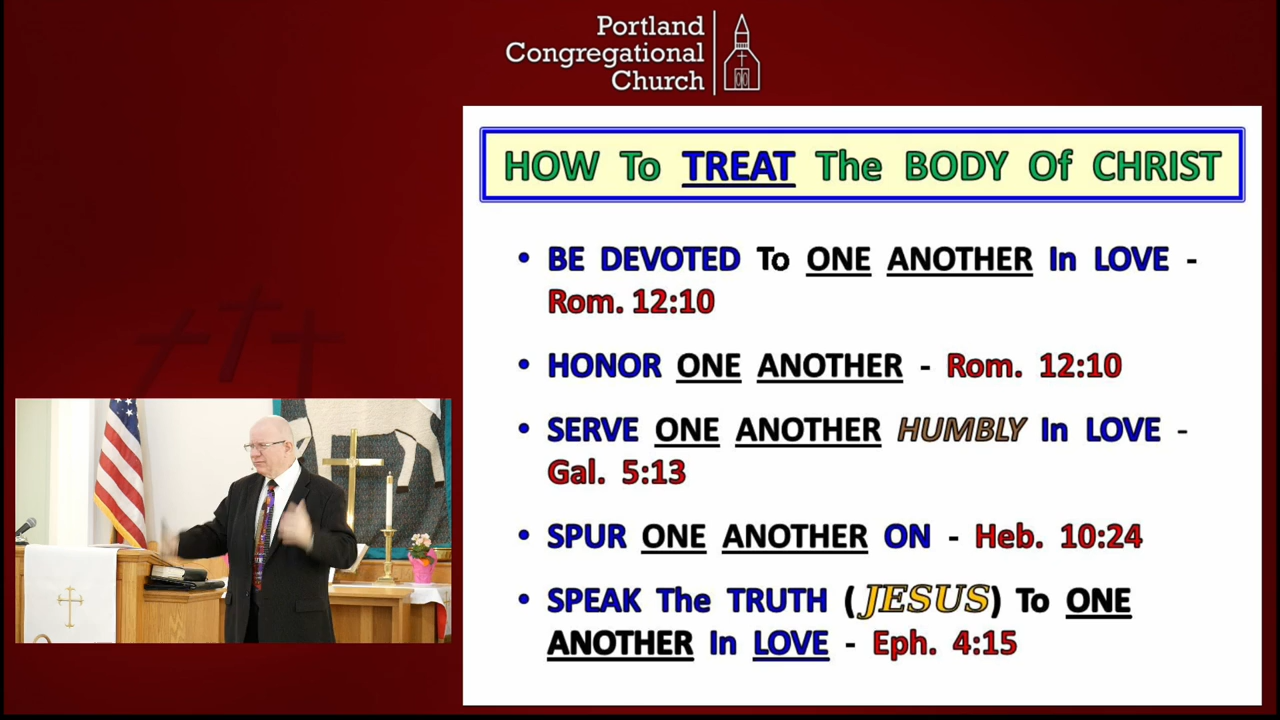 Portland
Congregational
Church
HOW To TREAT The BODY Of CHRIST
• BE DEVOTED To ONE ANOTHER In LOVE -
Rom. 12:10
• HONOR ONE ANOTHER - Rom. 12:10
• SERVE ONE ANOTHER HUMBLY In LOVE -
Gal. 5:13
• SPUR ONE ANOTHER ON - Heb. 10:24
• SPEAK The TRUTH (JESUS) To ONE
ANOTHER In LOVE - Eph. 4:15